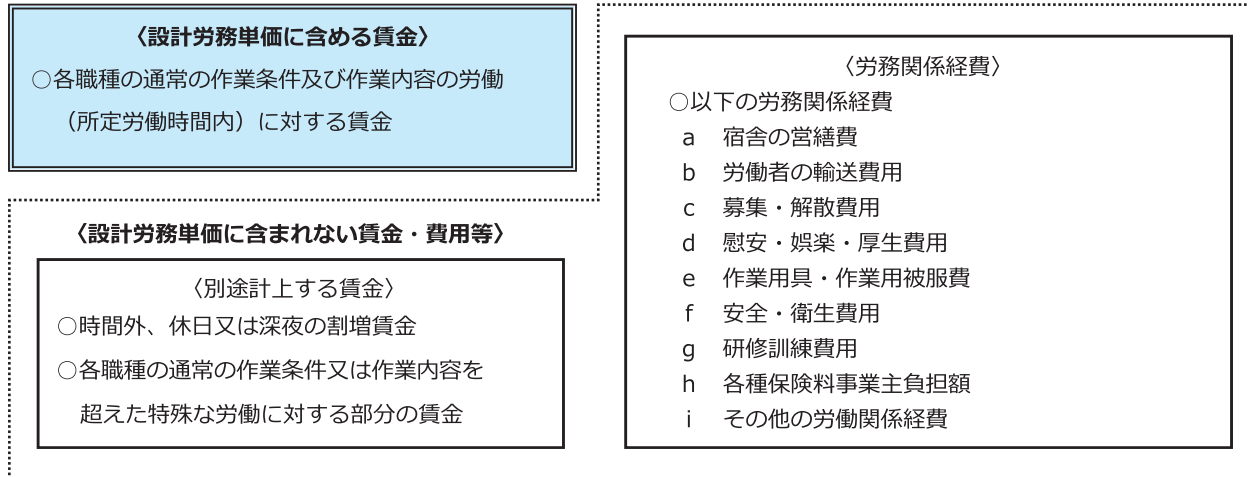 〈設計労務単価に含める賃金〉
○各職種の通常の作業条件及び作業内容の労働
（所定労働時間内）に対する賃金
〈設計労務単価に含まれない賃金・費用等〉
〈別途計上する賃金〉
○時間外、休日又は深夜の割増賃金
○各職種の通常の作業条件又は作業内容を
超えた特殊な労働に対する部分の賃金
〈労務関係経費〉
○以下の労務関係経費
a 宿舎の営繕費
b 労働者の輸送費用
c 募集・解散費用
d 慰安・娯楽・厚生費用
e 作業用具・作業用被服費
f 安全・衛生費用
g 研修訓練費用
h 各種保険料事業主負担額
i その他の労働関係経費